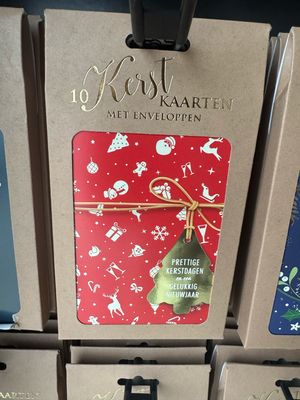 10 Kerst
KAARTEN
MET ENVELOPPEN
PRETTIGE
KERSTDAGEN
en een
GELUKKIG
NIEUWJAAR